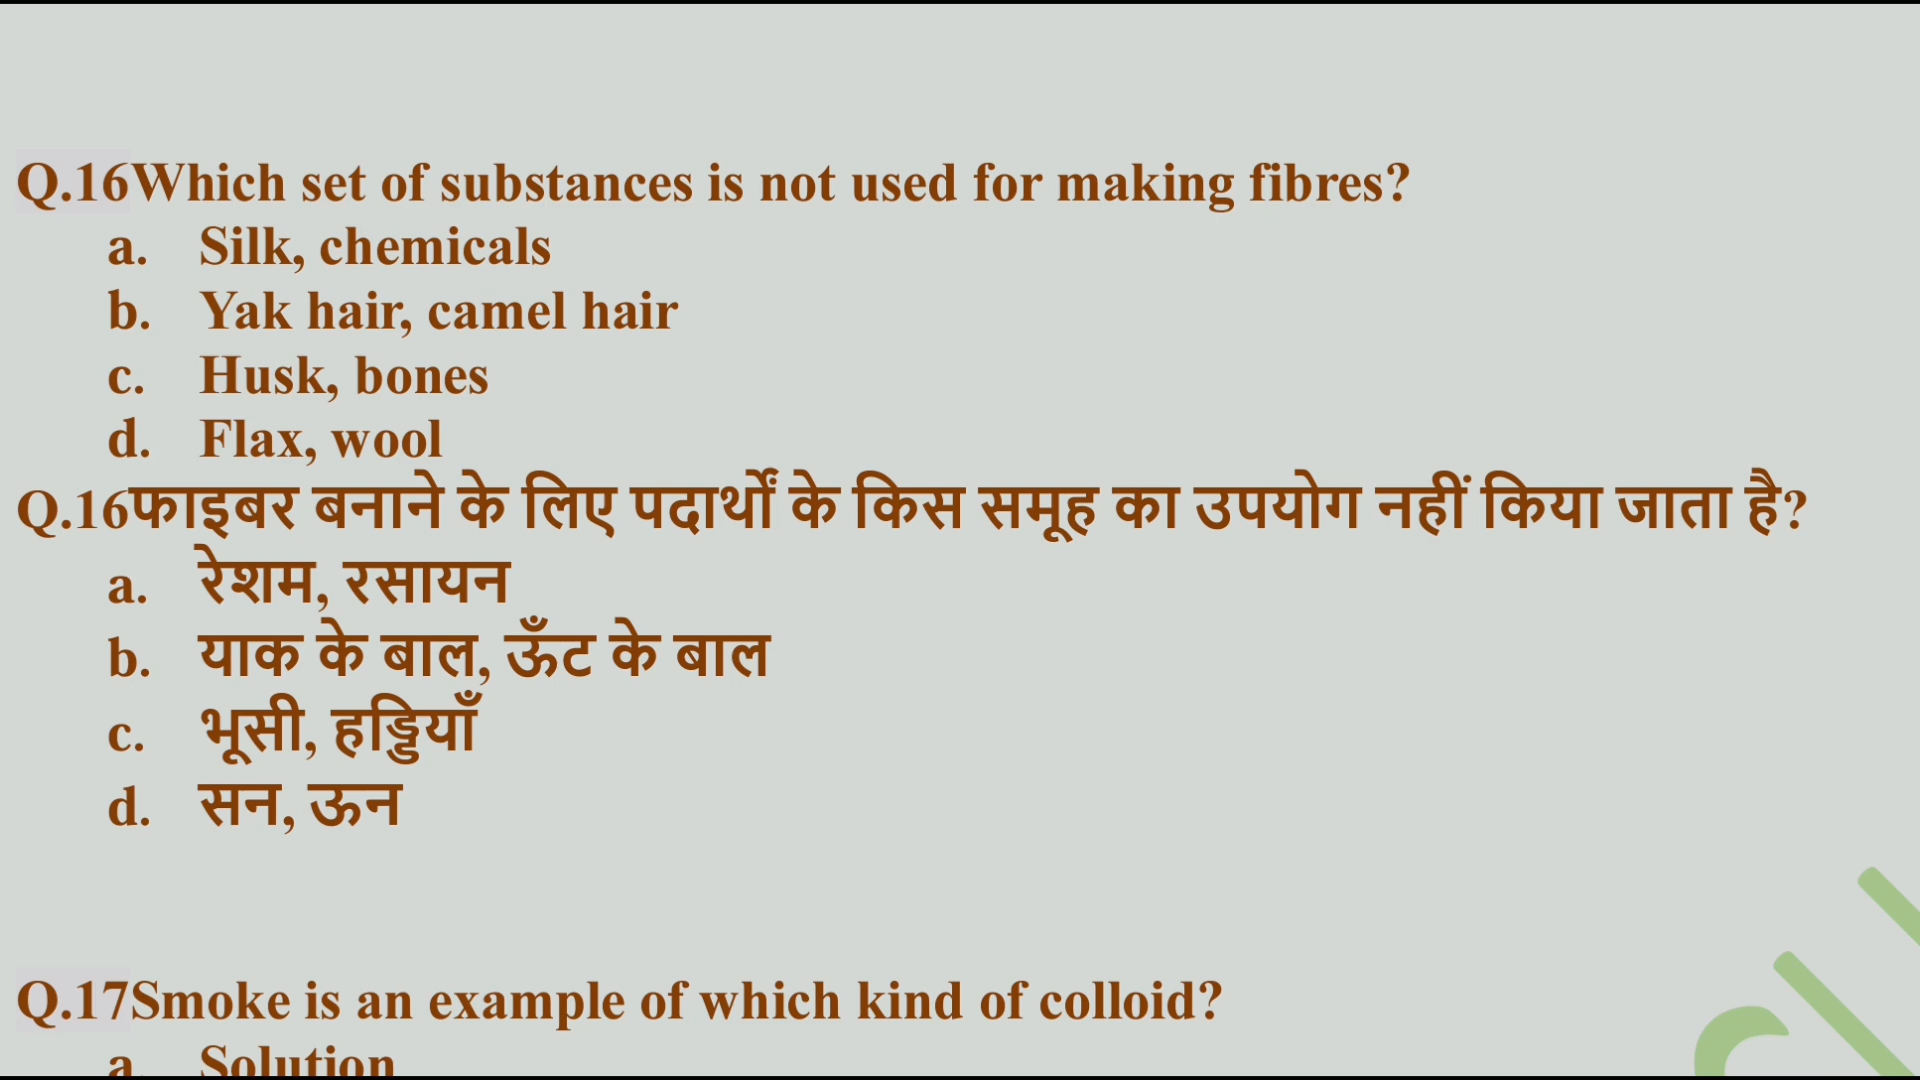 Q.16Which set of substances is not used for making fibres?
a. Silk, chemicals
b. Yak hair, camel hair
c. Husk, bones
d. Flax, wool
Q.16फाइबर बनाने के लिए पदार्थों के किस समूह का उपयोग नहीं किया जाता है?
a. रेशम, रसायन
b. याक के बाल, ऊँट के बाल
c. भूसी, हड्डियाँ
d. सन, ऊन
Q.17Smoke is an example of which kind of colloid?
a. Solution